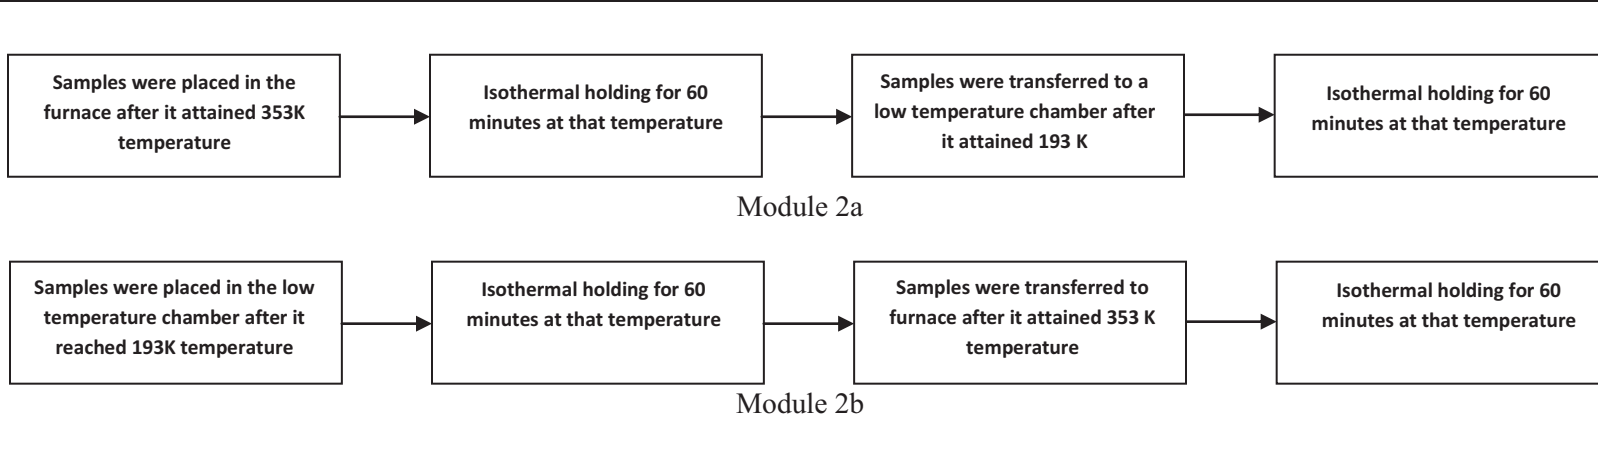 Samples were placed in the
furnace after it attained 353K
temperature
Isothermal holding for 60
minutes at that temperature
Samples were transferred to a
low temperature chamber after
it attained 193 K
Isothermal holding for 60
minutes at that temperature
Module 2a
Samples were placed in the low
temperature chamber after it
reached 193K temperature
Isothermal holding for 60
minutes at that temperature
Samples were transferred to
furnace after it attained 353 K
temperature
Isothermal holding for 60
minutes at that temperature
Module 2b